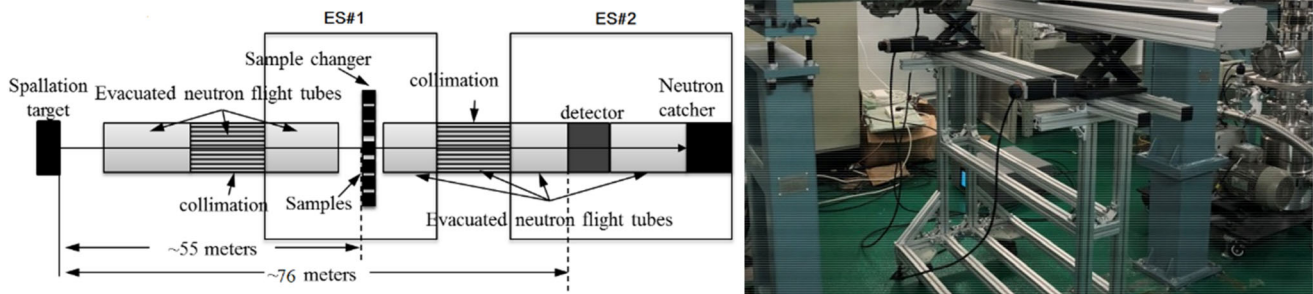 ES#1
ES#2
Sample changer
Spallation
target
Evacuated neutron flight tubes
collimation
detector
Neutron
catcher
collimation
Samples
Evacuated neutron flight tubes
~55 meters
~76 meters